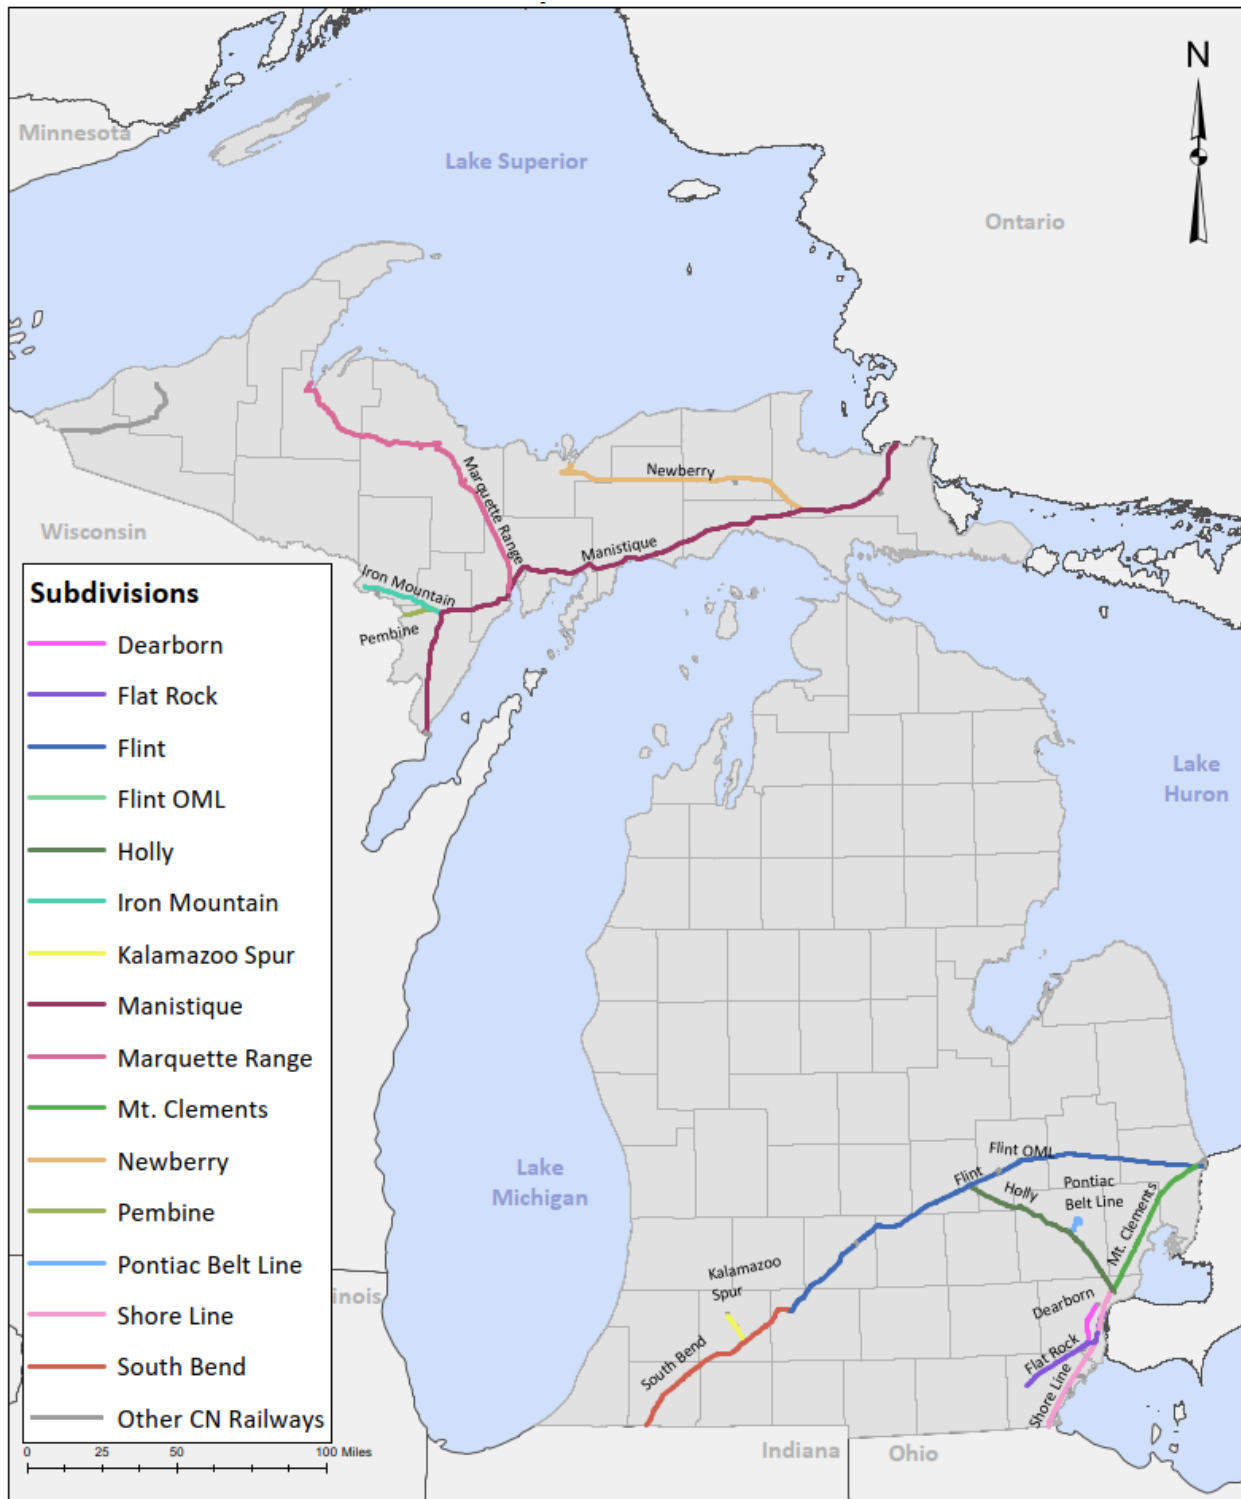 N
Minnesota
Lake Superior
Ontario
Newberry
Marquette Range
Wisconsin
Manistique
Iron Mountain
Pembine
Subdivisions
Dearborn
Flat Rock
Flint
Flint OML
Holly
Iron Mountain
Kalamazoo Spur
Manistique
Marquette Range
Mt. Clements
Newberry
Pembine
Pontiac Belt Line
Shore Line
South Bend
Other CN Railways
0 25 50 100 Miles
Lake
Huron
Lake
Michigan
Flint OML
Flint
Holly
Pontiac
Belt Line
Mt. Clements
Kalamazoo
Spur
inois
Dearborn
South Bend
Flat Rock
Shore Line
Indiana
Ohio